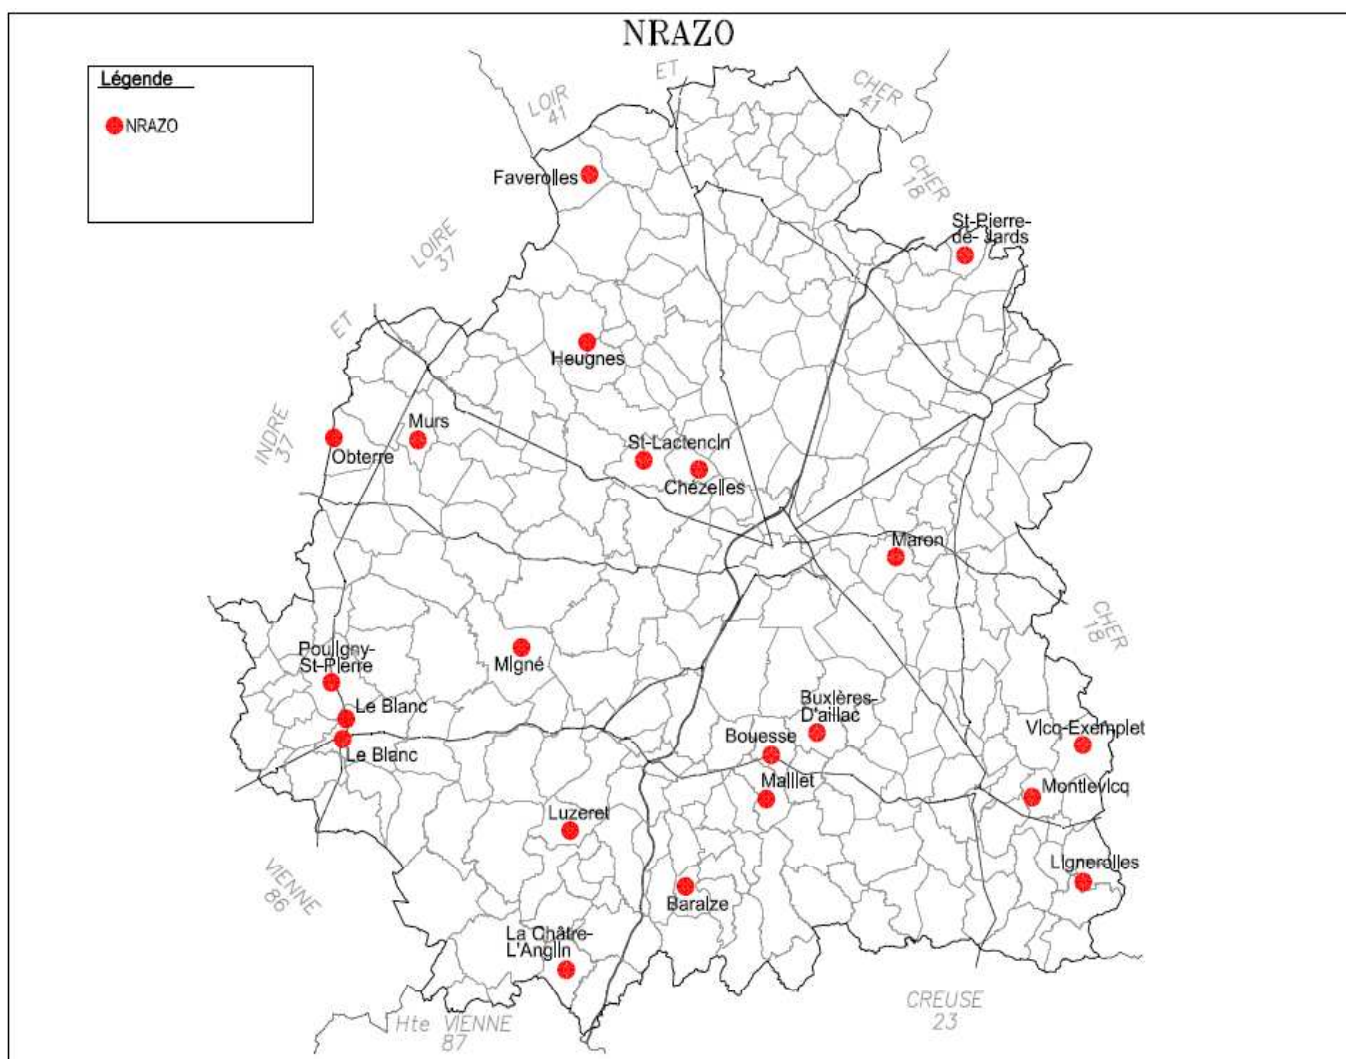 NRAZO
Légende
NRAZO
LOIR
41
ET
CHER
41
CHER
18
Faverolles
St-Pierre-
de- Jards
LOIRE
37
ET
Heugnes
INDRE
37
Murs
Obterre
St-Lactencin
Chézelles
Maron
CHER
18
Pouligny-
St-Pierre
Migné
Le Blanc
Le Blanc
Buxières-
D'aillac
Bouesse
Vicq-Exemplet
Maillet
Montlevicq
Luzeret
VIENNE
86
Lignerolles
Baraize
La Châtre-
L'Anglin
CREUSE
23
Hte VIENNE
87